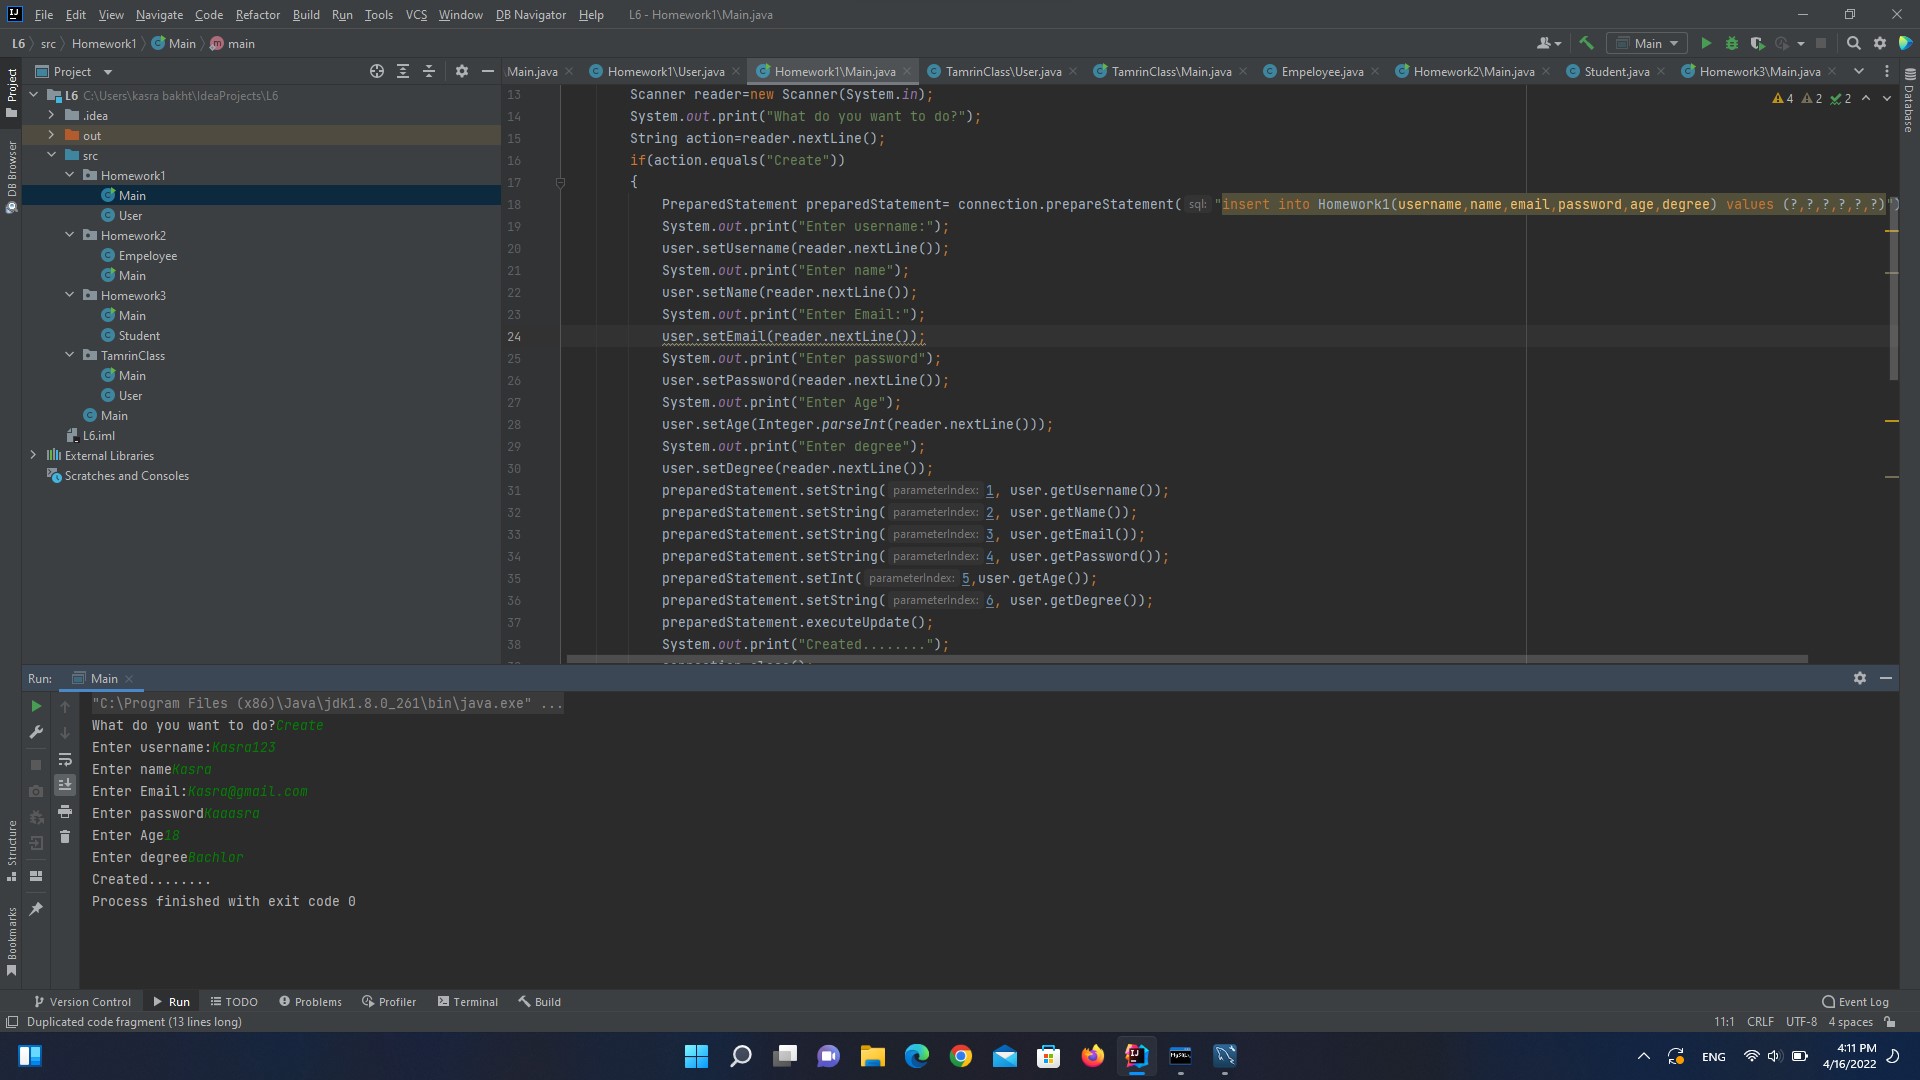 File Edit View Navigate Code Refactor Build Run Tools VCS Window DB Navigator Help L6 - Homework1\Main.java
L6 src Homework1 Main main
Main
Project
\Main.java Homework1\User.java Homework1\Main.java TamrinClass\User.java TamrinClass\Main.java Empeloyee.java Homework2\Main.java Student.java Homework3\Main.java
Project
DB Browser
Structure
Bookmarks
Database
L6 C:\Users\kasra bakht\IdeaProjects\L6
.idea
out
src
Homework1
Main
User
Homework2
Empeloyee
Main
Homework3
Main
Student
TamrinClass
Main
User
Main
L6.iml
External Libraries
Scratches and Consoles
4 2 2
13 Scanner reader=new Scanner(System.in);
14 System.out.print("What do you want to do?");
15 String action=reader.nextLine();
16 if(action.equals("Create"))
17 {
18 PreparedStatement preparedStatement= connection.prepareStatement( sql: "insert into Homework1(username,name,email,password,age,degree) values (?,?,?,?,?,?)")
19 System.out.print("Enter username:");
20 user.setUsername(reader.nextLine());
21 System.out.print("Enter name");
22 user.setName(reader.nextLine());
23 System.out.print("Enter Email:");
24 user.setEmail(reader.nextLine());
25 System.out.print("Enter password");
26 user.setPassword(reader.nextLine());
27 System.out.print("Enter Age");
28 user.setAge(Integer.parseInt(reader.nextLine()));
29 System.out.print("Enter degree");
30 user.setDegree(reader.nextLine());
31 preparedStatement.setString( parameterIndex: 1, user.getUsername());
32 preparedStatement.setString( parameterIndex: 2, user.getName());
33 preparedStatement.setString( parameterIndex: 3, user.getEmail());
34 preparedStatement.setString( parameterIndex: 4, user.getPassword());
35 preparedStatement.setInt( parameterIndex: 5,user.getAge());
36 preparedStatement.setString( parameterIndex: 6, user.getDegree());
37 preparedStatement.executeUpdate();
38 System.out.print("Created........");
Run: Main
"C:\Program Files (x86)\Java\jdk1.8.0_261\bin\java.exe" ...
What do you want to do?Create
Enter username:Kasra123
Enter nameKasra
Enter Email:Kasra@gmail.com
Enter passwordKaaasra
Enter Age18
Enter degreeBachlor
Created........
Process finished with exit code 0
Version Control Run TODO Problems Profiler Terminal Build Event Log
Duplicated code fragment (13 lines long) 11:1 CRLF UTF-8 4 spaces
ENG 4:11 PM
4/16/2022